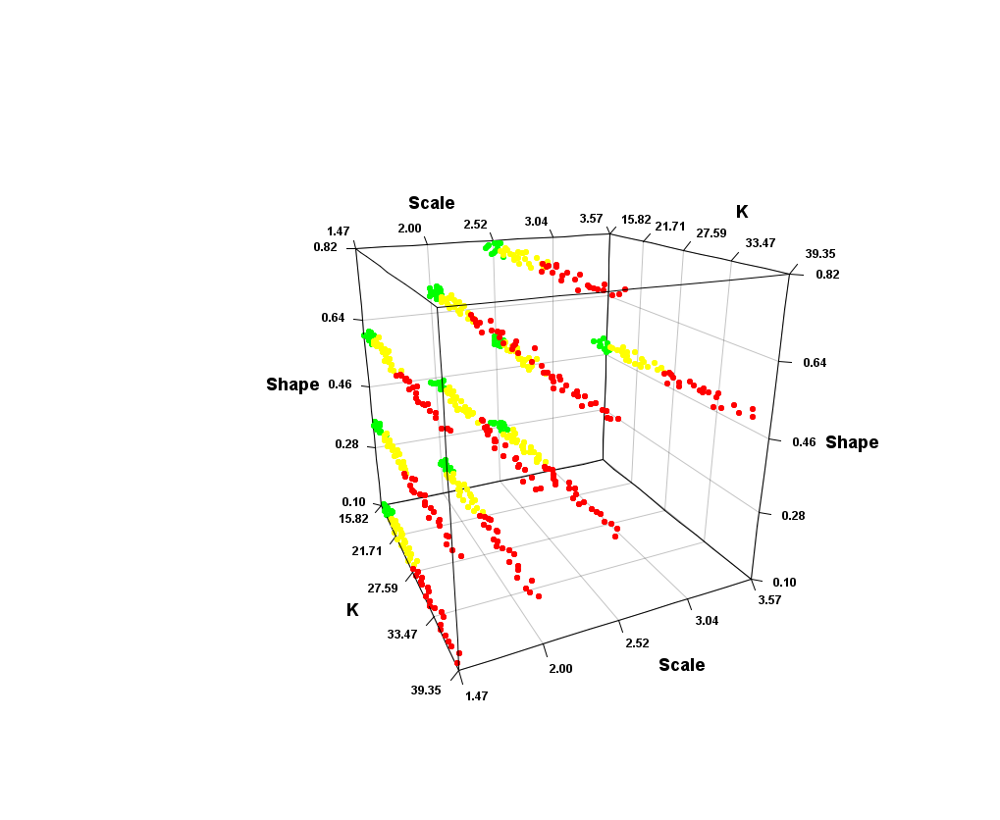 Scale
K
1.47 2.00 2.52 3.04 3.57 15.82 21.71 27.59 33.47 39.35
0.82 0.82
0.64 0.64
Shape 0.46 0.46 Shape
0.28 0.28
0.10 0.10
15.82 3.57
21.71
27.59 3.04
K
33.47 2.52
Scale
2.00
39.35 1.47